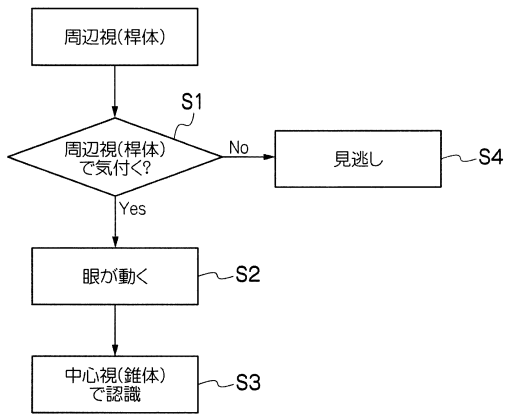 周辺視(桿体)
S1
周辺視(桿体)
で気付く?
No
見逃し
S4
Yes
眼が動く
S2
中心視(錐体)
で認識
S3